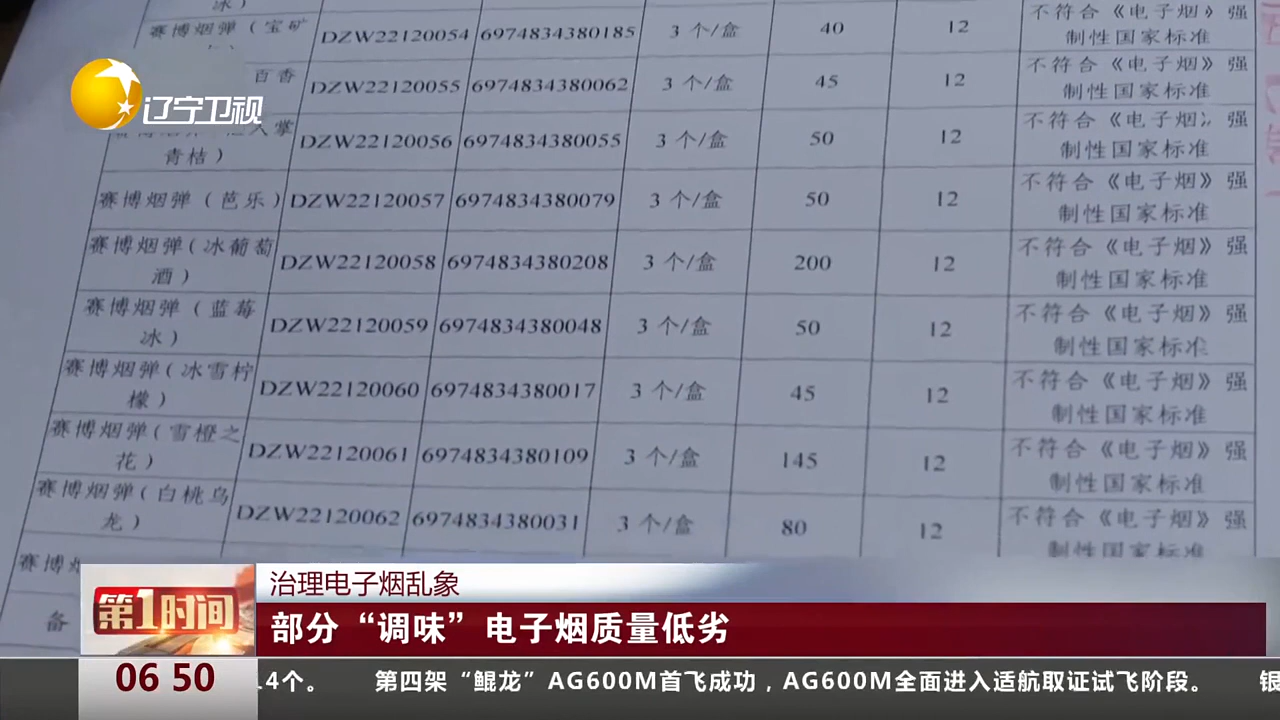 冰）
不符合《电子烟》强
赛博烟弹（宝矿
DZW22120054 6974834380185 3 个/盒 40 12
制性国家标准
百香
不符合《电子烟》强
DZW22120055 6974834380062 3 个/盒 45 12
制性国家标准
辽宁卫视
不符合《电子烟》强
青桔）
DZW22120056 6974834380055 3 个/盒 50 12
制性国家标准
不符合《电子烟》强
赛博烟弹（芭乐） DZW22120057 6974834380079 3 个/盒 50 12
制性国家标准
赛博烟弹（冰葡萄
不符合《电子烟》强
酒）
DZW22120058 6974834380208 3 个/盒 200 12
制性国家标准
赛博烟弹（蓝莓
不符合《电子烟》强
冰）
DZW22120059 6974834380048 3 个/盒 50 12
制性国家标准
赛博烟弹（冰雪柠
不符合《电子烟》强
檬）
DZW22120060 6974834380017 3 个/盒 45 12
制性国家标准
赛博烟弹（雪橙之
不符合《电子烟》强
花）
DZW22120061 6974834380109 3 个/盒 145 12
制性国家标准
赛博烟弹（白桃乌
不符合《电子烟》强
龙）
DZW22120062 6974834380031 3 个/盒 80 12
制性国家标准
赛博烟
备
第1时间
治理电子烟乱象
部分“调味”电子烟质量低劣
06 50
14个。 第四架“鲲龙”AG600M首飞成功，AG600M全面进入适航取证试飞阶段。 银